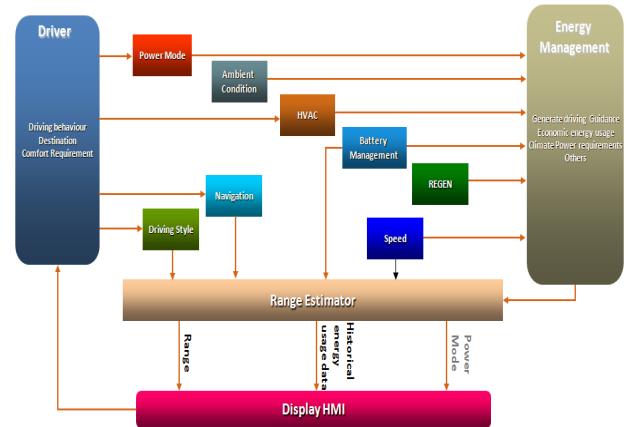 Driver
Energy
Management
Power Mode
Ambient
Condition
HVAC
Driving behaviour
Destination
Comfort Requirement
Generate driving Guidance
Economic energy usage
Climate Power requirements
Others
Battery
Management
REGEN
Navigation
Driving Style
Speed
Range Estimator
Range
Historical
energy
usage data
Power
Mode
Display HMI